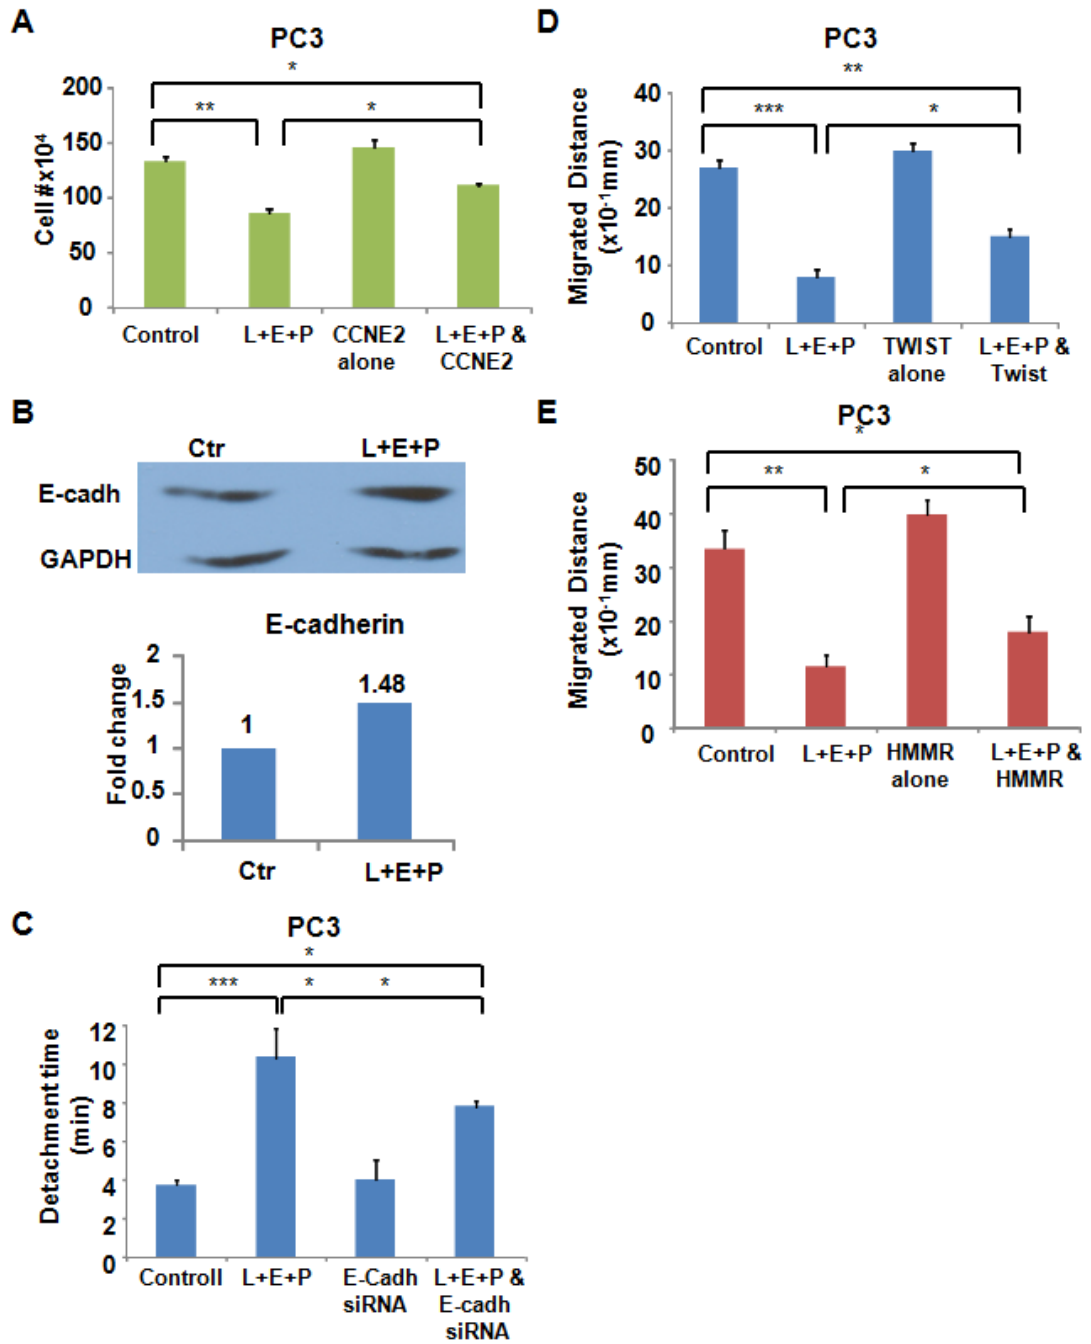 A
PC3
*
** *
200
150
100
50
0
Cell #x10⁴
Control L+E+P CCNE2 alone L+E+P & CCNE2
B
Ctr L+E+P
E-cadh
GAPDH
E-cadherin
2
1.5
1
0.5
0
Fold change
1
1.48
Ctr L+E+P
C
PC3
*
*** * *
12
10
8
6
4
2
0
Detachment time
(min)
Controll L+E+P E-Cadh siRNA L+E+P & E-cadh siRNA
D
PC3
**
*** *
40
30
20
10
0
Migrated Distance
(x10⁻¹mm)
Control L+E+P TWIST alone L+E+P & Twist
E
PC3
*
** *
50
40
30
20
10
0
Migrated Distance
(x10⁻¹mm)
Control L+E+P HMMR alone L+E+P & HMMR